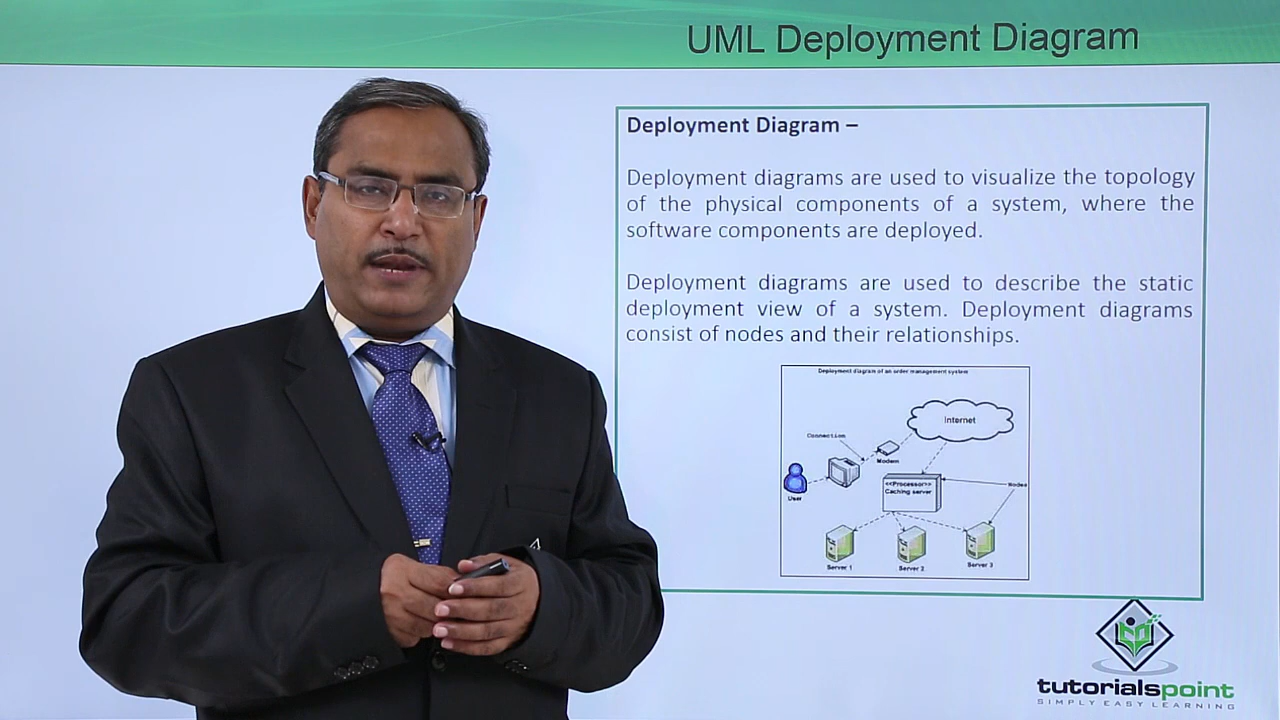 UML Deployment Diagram
Deployment Diagram –
Deployment diagrams are used to visualize the topology
of the physical components of a system, where the
software components are deployed.
Deployment diagrams are used to describe the static
deployment view of a system. Deployment diagrams
consist of nodes and their relationships.
Deployment diagram of an order management system
Internet
Connection
Modem
User
<<Processor>>
Caching server
Nodes
Server 1
Server 2
Server 3
tutorialspoint
SIMPLY EASY LEARNING